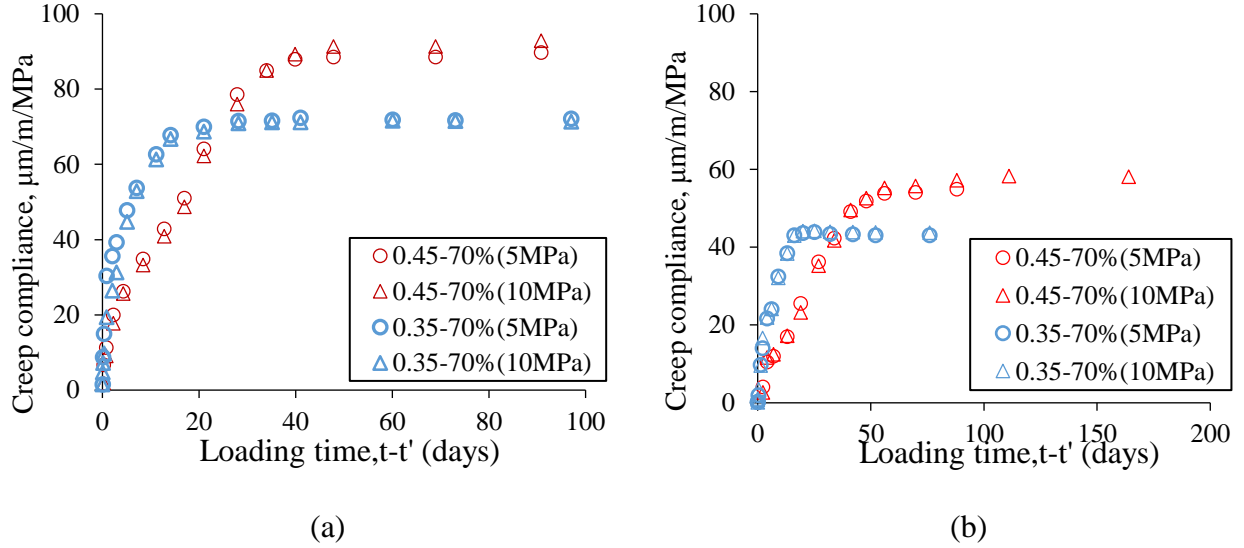 100
80
60
40
20
0
Creep compliance, μm/m/MPa
0.45-70%(5MPa)
0.45-70%(10MPa)
0.35-70%(5MPa)
0.35-70%(10MPa)
0 20 40 60 80 100
Loading time,t-t' (days)
(a)
100
80
60
40
20
0
Creep compliance, μm/m/MPa
0.45-70%(5MPa)
0.45-70%(10MPa)
0.35-70%(5MPa)
0.35-70%(10MPa)
0 50 100 150 200
Loading time,t-t' (days)
(b)